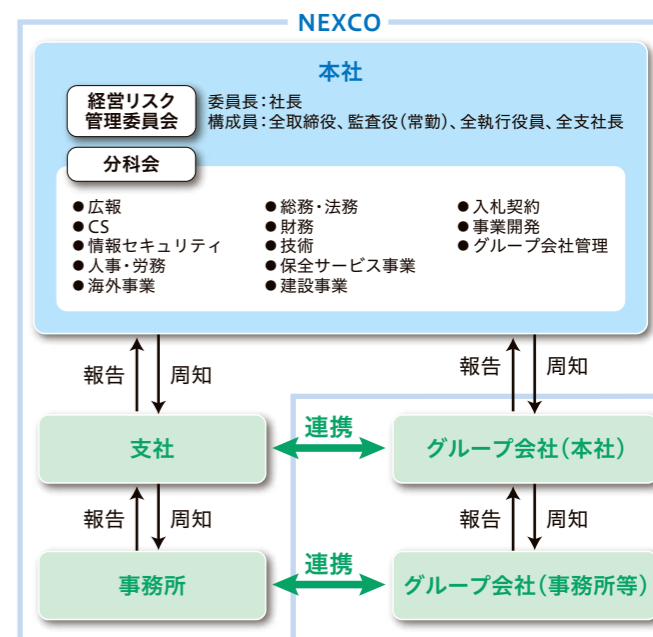 NEXCO
本社
経営リスク
管理委員会
委員長：社長
構成員：全取締役、監査役（常勤）、全執行役員、全支社長
分科会
●広報
●CS
●情報セキュリティ
●人事・労務
●海外事業
●総務・法務
●財務
●技術
●保全サービス事業
●建設事業
●入札契約
●事業開発
●グループ会社管理
報告 周知
報告 周知
支社
連携
グループ会社（本社）
報告 周知
報告 周知
事務所
連携
グループ会社（事務所等）